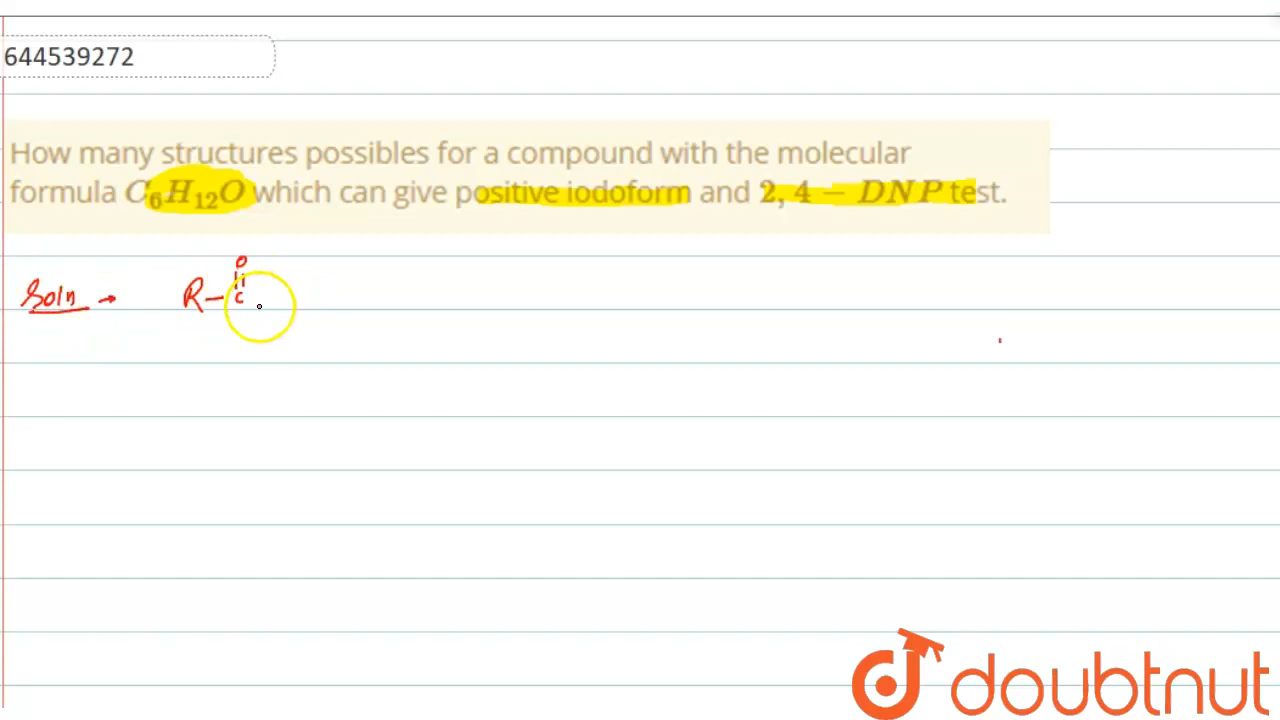 644539272
How many structures possibles for a compound with the molecular
formula C₆H₁₂O which can give positive iodoform and 2, 4 − DNP test.
O
Soln → R–C
doubtnut